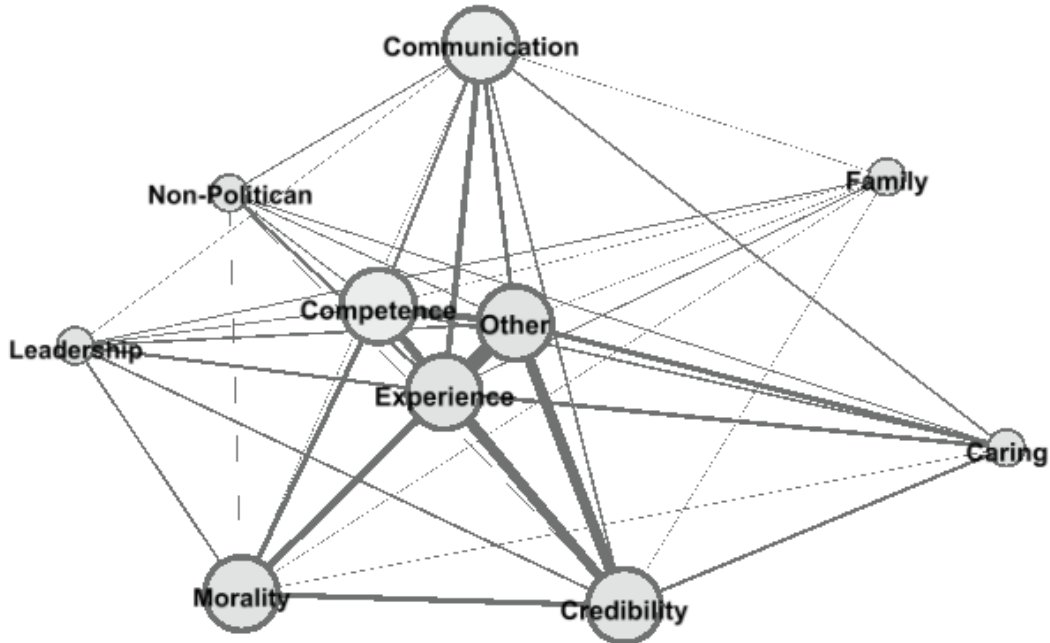 Communication
Family
Non-Politican
Competence
Other
Leadership
Experience
Caring
Morality
Credibility